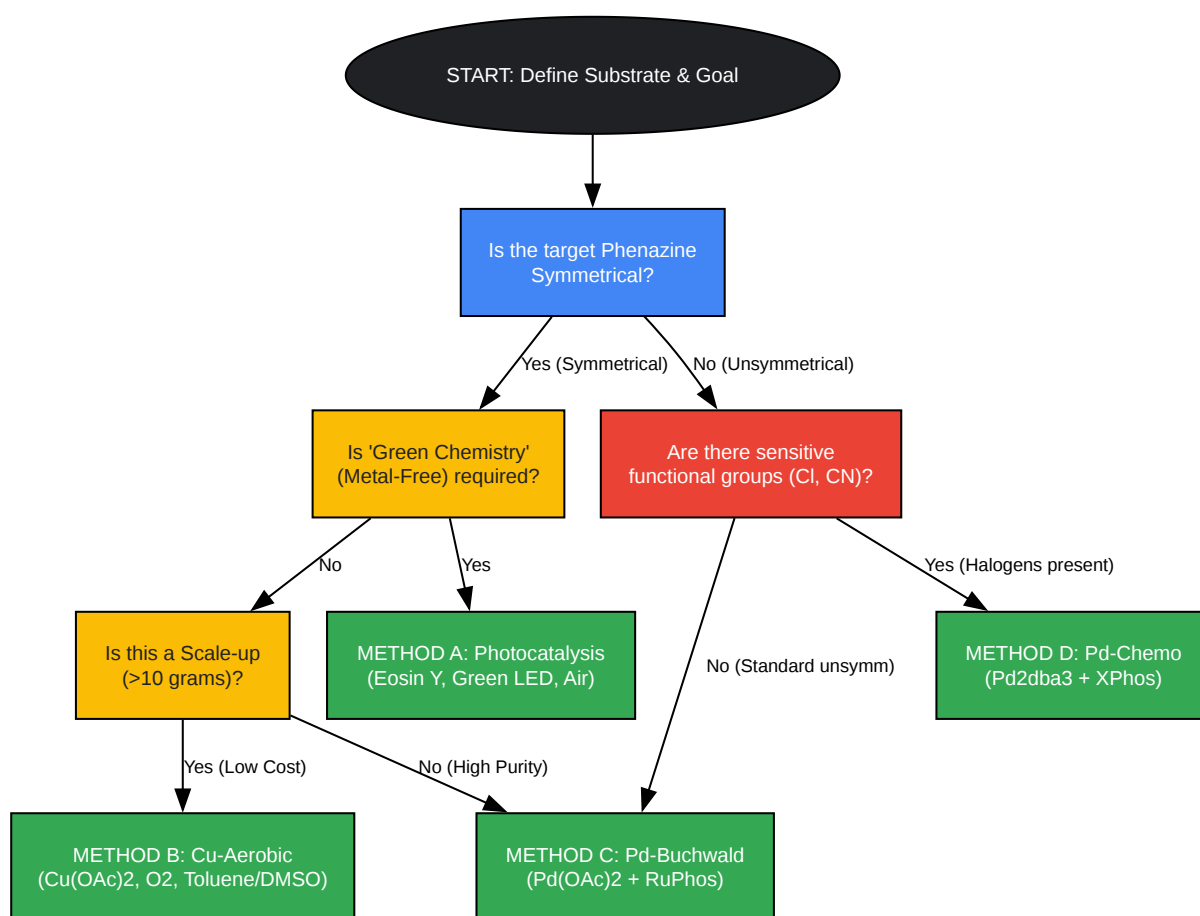 START: Define Substrate & Goal
Is the target Phenazine
Symmetrical?
Yes (Symmetrical)
No (Unsymmetrical)
Is 'Green Chemistry'
(Metal-Free) required?
Are there sensitive
functional groups (Cl, CN)?
No
Yes
Yes (Halogens present)
Is this a Scale-up
(>10 grams)?
METHOD A: Photocatalysis
(Eosin Y, Green LED, Air)
No (Standard unsymm)
METHOD D: Pd-Chemo
(Pd2dba3 + XPhos)
Yes (Low Cost)
No (High Purity)
METHOD B: Cu-Aerobic
(Cu(OAc)2, O2, Toluene/DMSO)
METHOD C: Pd-Buchwald
(Pd(OAc)2 + RuPhos)